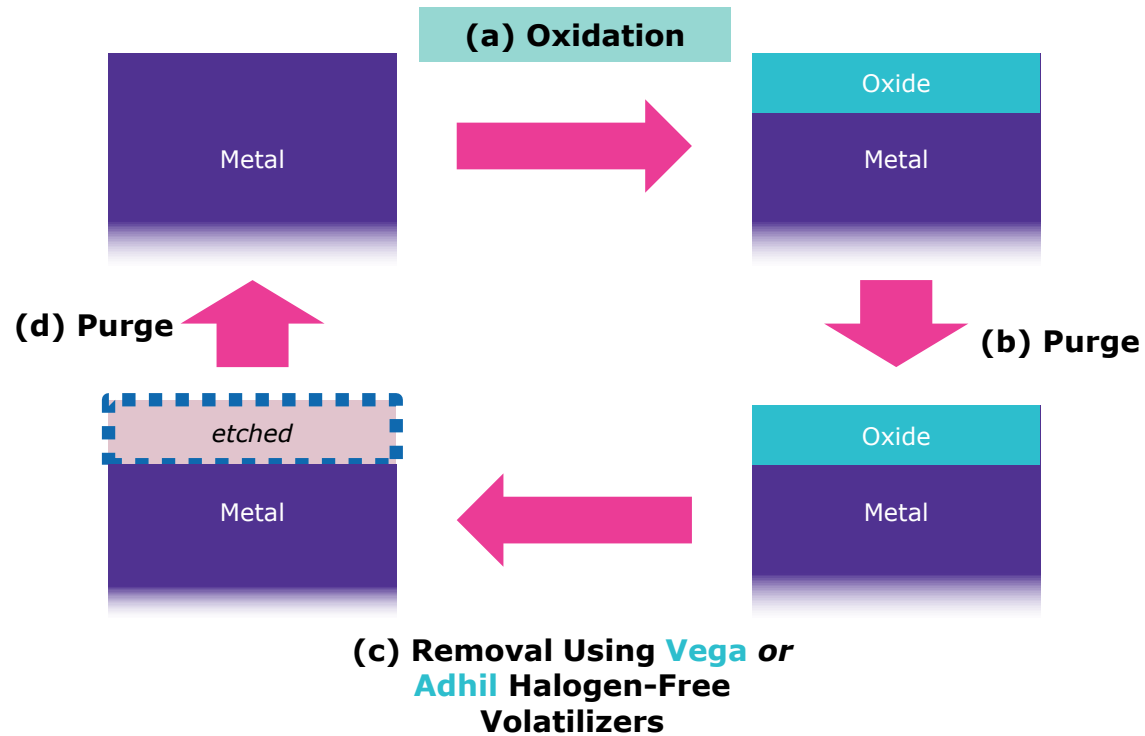 (a) Oxidation
Metal
Oxide
Metal
(d) Purge
(b) Purge
etched
Metal
Oxide
Metal
(c) Removal Using Vega or
Adhil Halogen-Free
Volatilizers